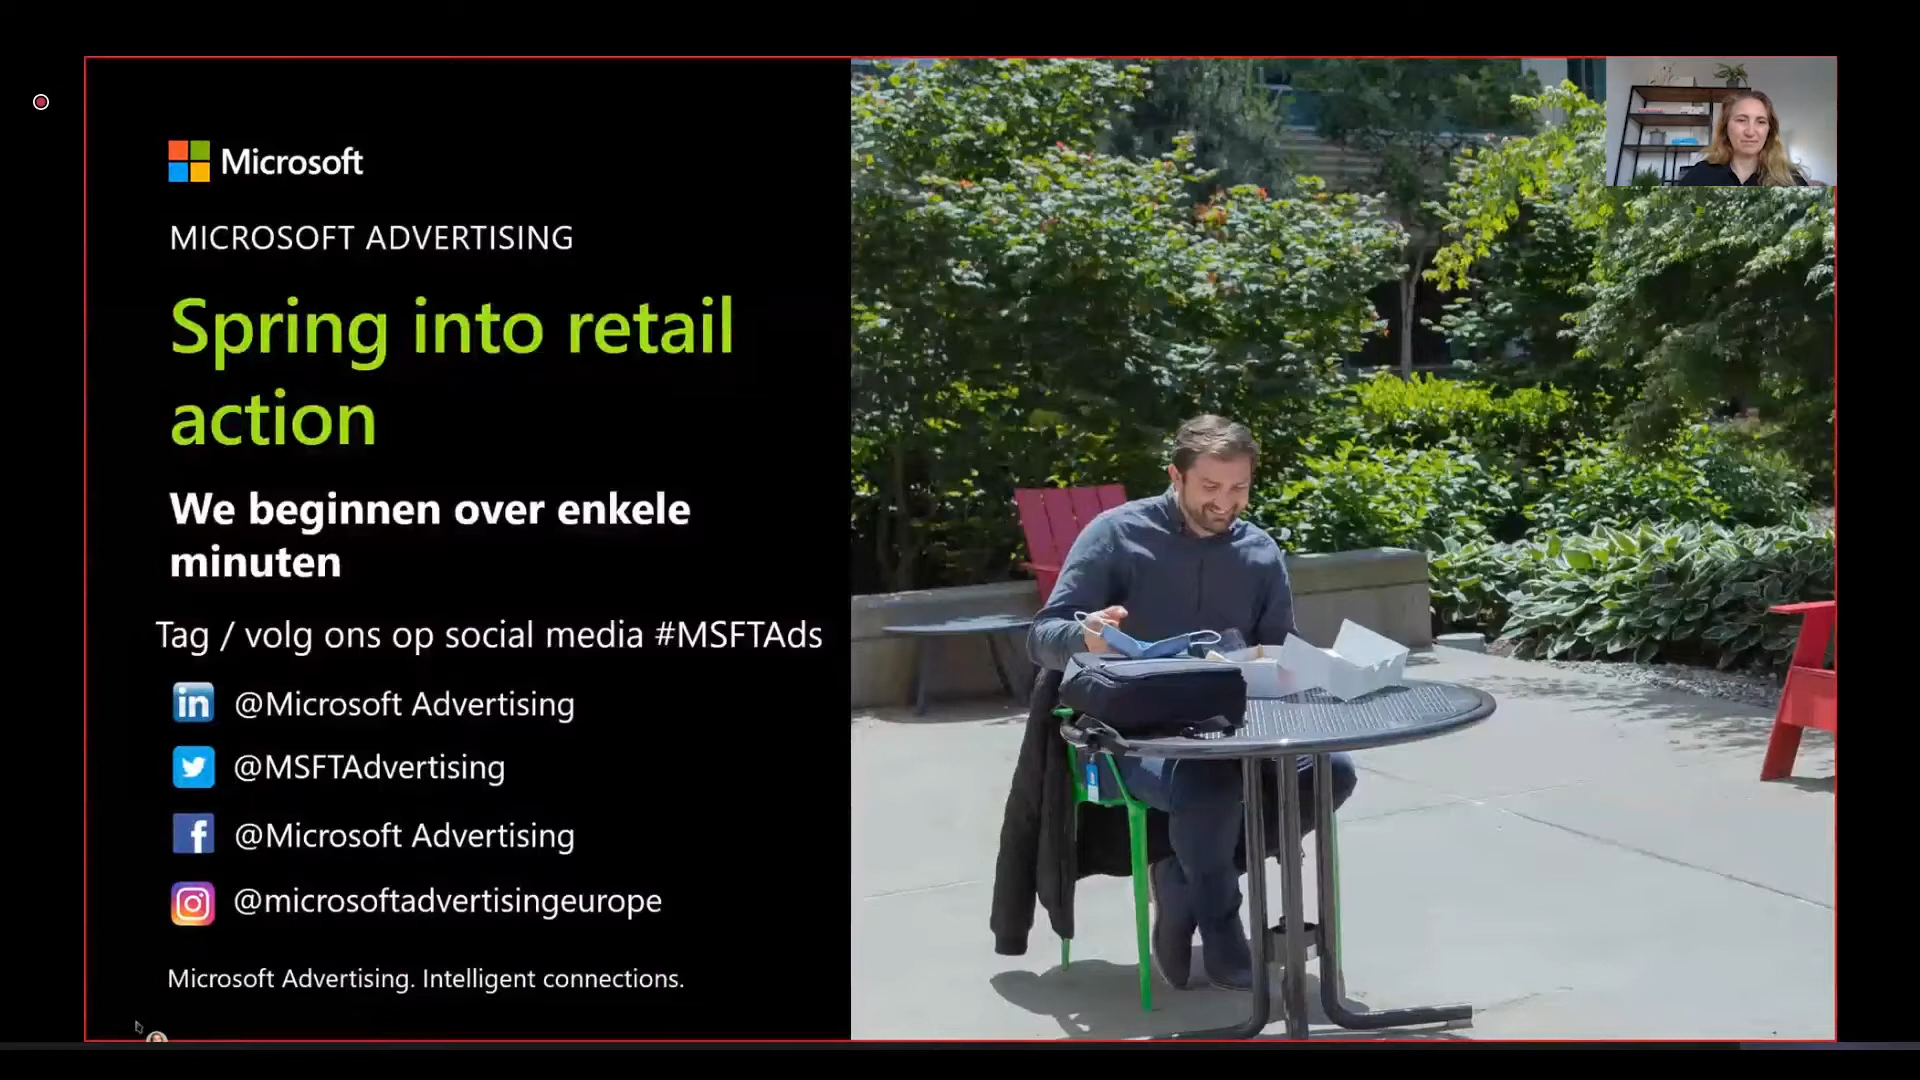 Microsoft
MICROSOFT ADVERTISING
Spring into retail
action
We beginnen over enkele
minuten
Tag / volg ons op social media #MSFTAds
in @Microsoft Advertising
@MSFTAdvertising
f @Microsoft Advertising
@microsoftadvertisingeurope
Microsoft Advertising. Intelligent connections.